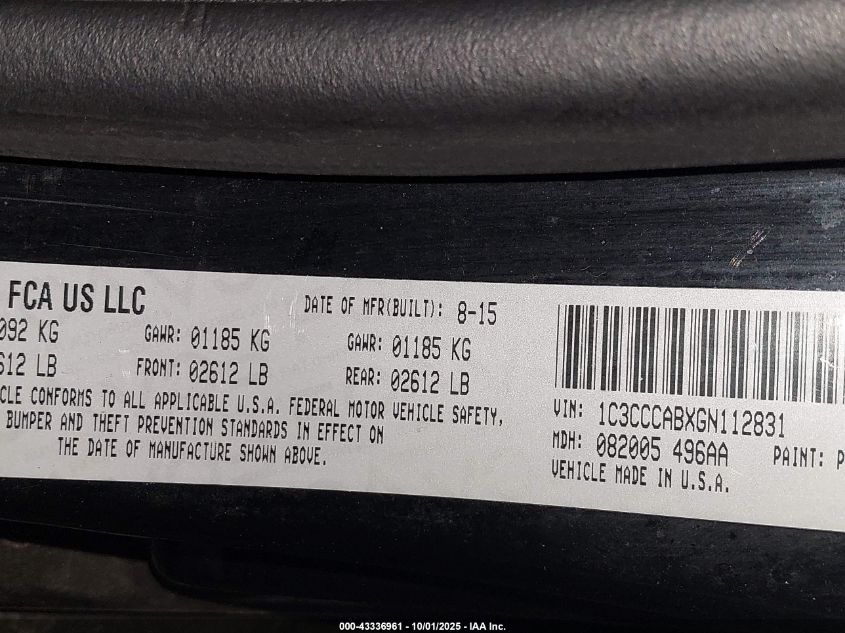 FCA US LLC DATE OF MFR(BUILT): 8-15
092 KG GAWR: 01185 KG GAWR: 01185 KG
612 LB FRONT: 02612 LB REAR: 02612 LB
CLE CONFORMS TO ALL APPLICABLE U.S.A. FEDERAL MOTOR VEHICLE SAFETY,
BUMPER AND THEFT PREVENTION STANDARDS IN EFFECT ON
THE DATE OF MANUFACTURE SHOWN ABOVE.
VIN: 1C3CCCABXGN112831
MDH: 082005 496AA PAINT: P
VEHICLE MADE IN U.S.A.
000-43336961 - 10/01/2025 - IAA Inc.